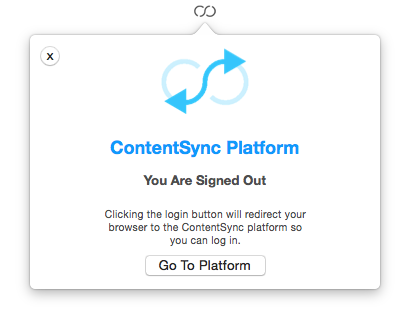 x
ContentSync Platform
You Are Signed Out
Clicking the login button will redirect your
browser to the ContentSync platform so
you can log in.
Go To Platform